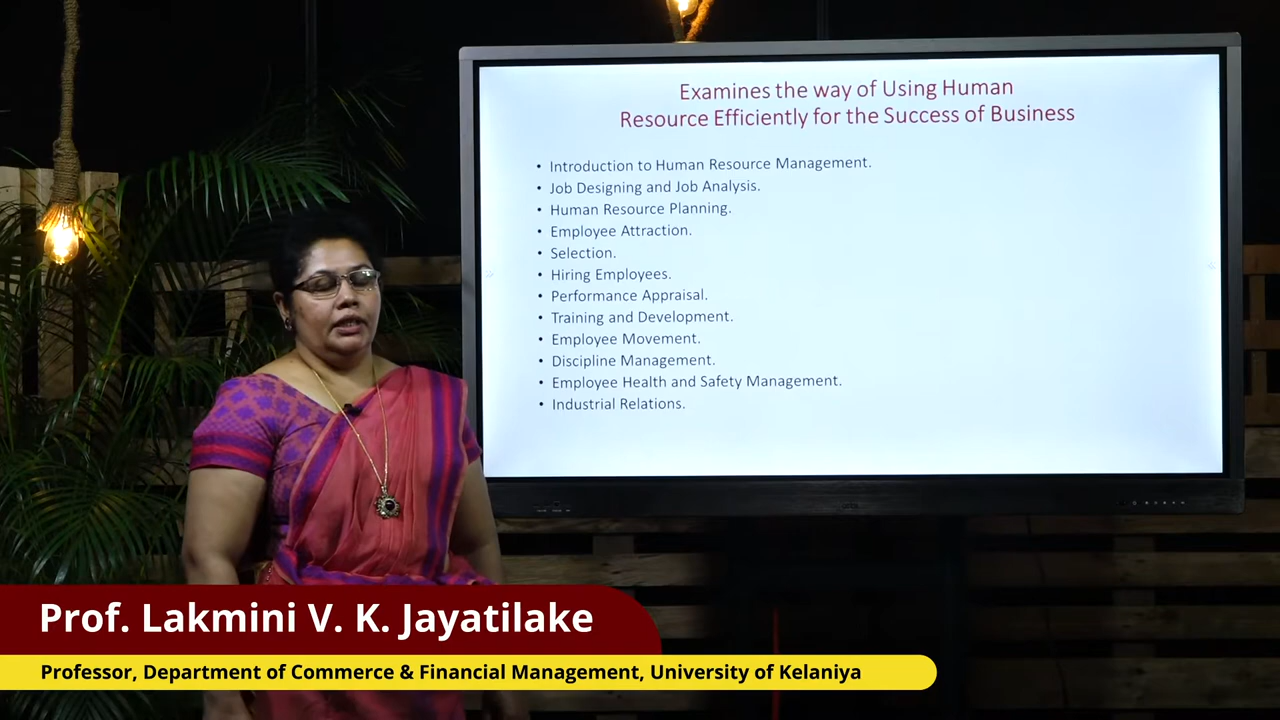 Examines the way of Using Human
Resource Efficiently for the Success of Business
• Introduction to Human Resource Management.
• Job Designing and Job Analysis.
• Human Resource Planning.
• Employee Attraction.
• Selection.
• Hiring Employees.
• Performance Appraisal.
• Training and Development.
• Employee Movement.
• Discipline Management.
• Employee Health and Safety Management.
• Industrial Relations.
Prof. Lakmini V. K. Jayatilake
Professor, Department of Commerce & Financial Management, University of Kelaniya